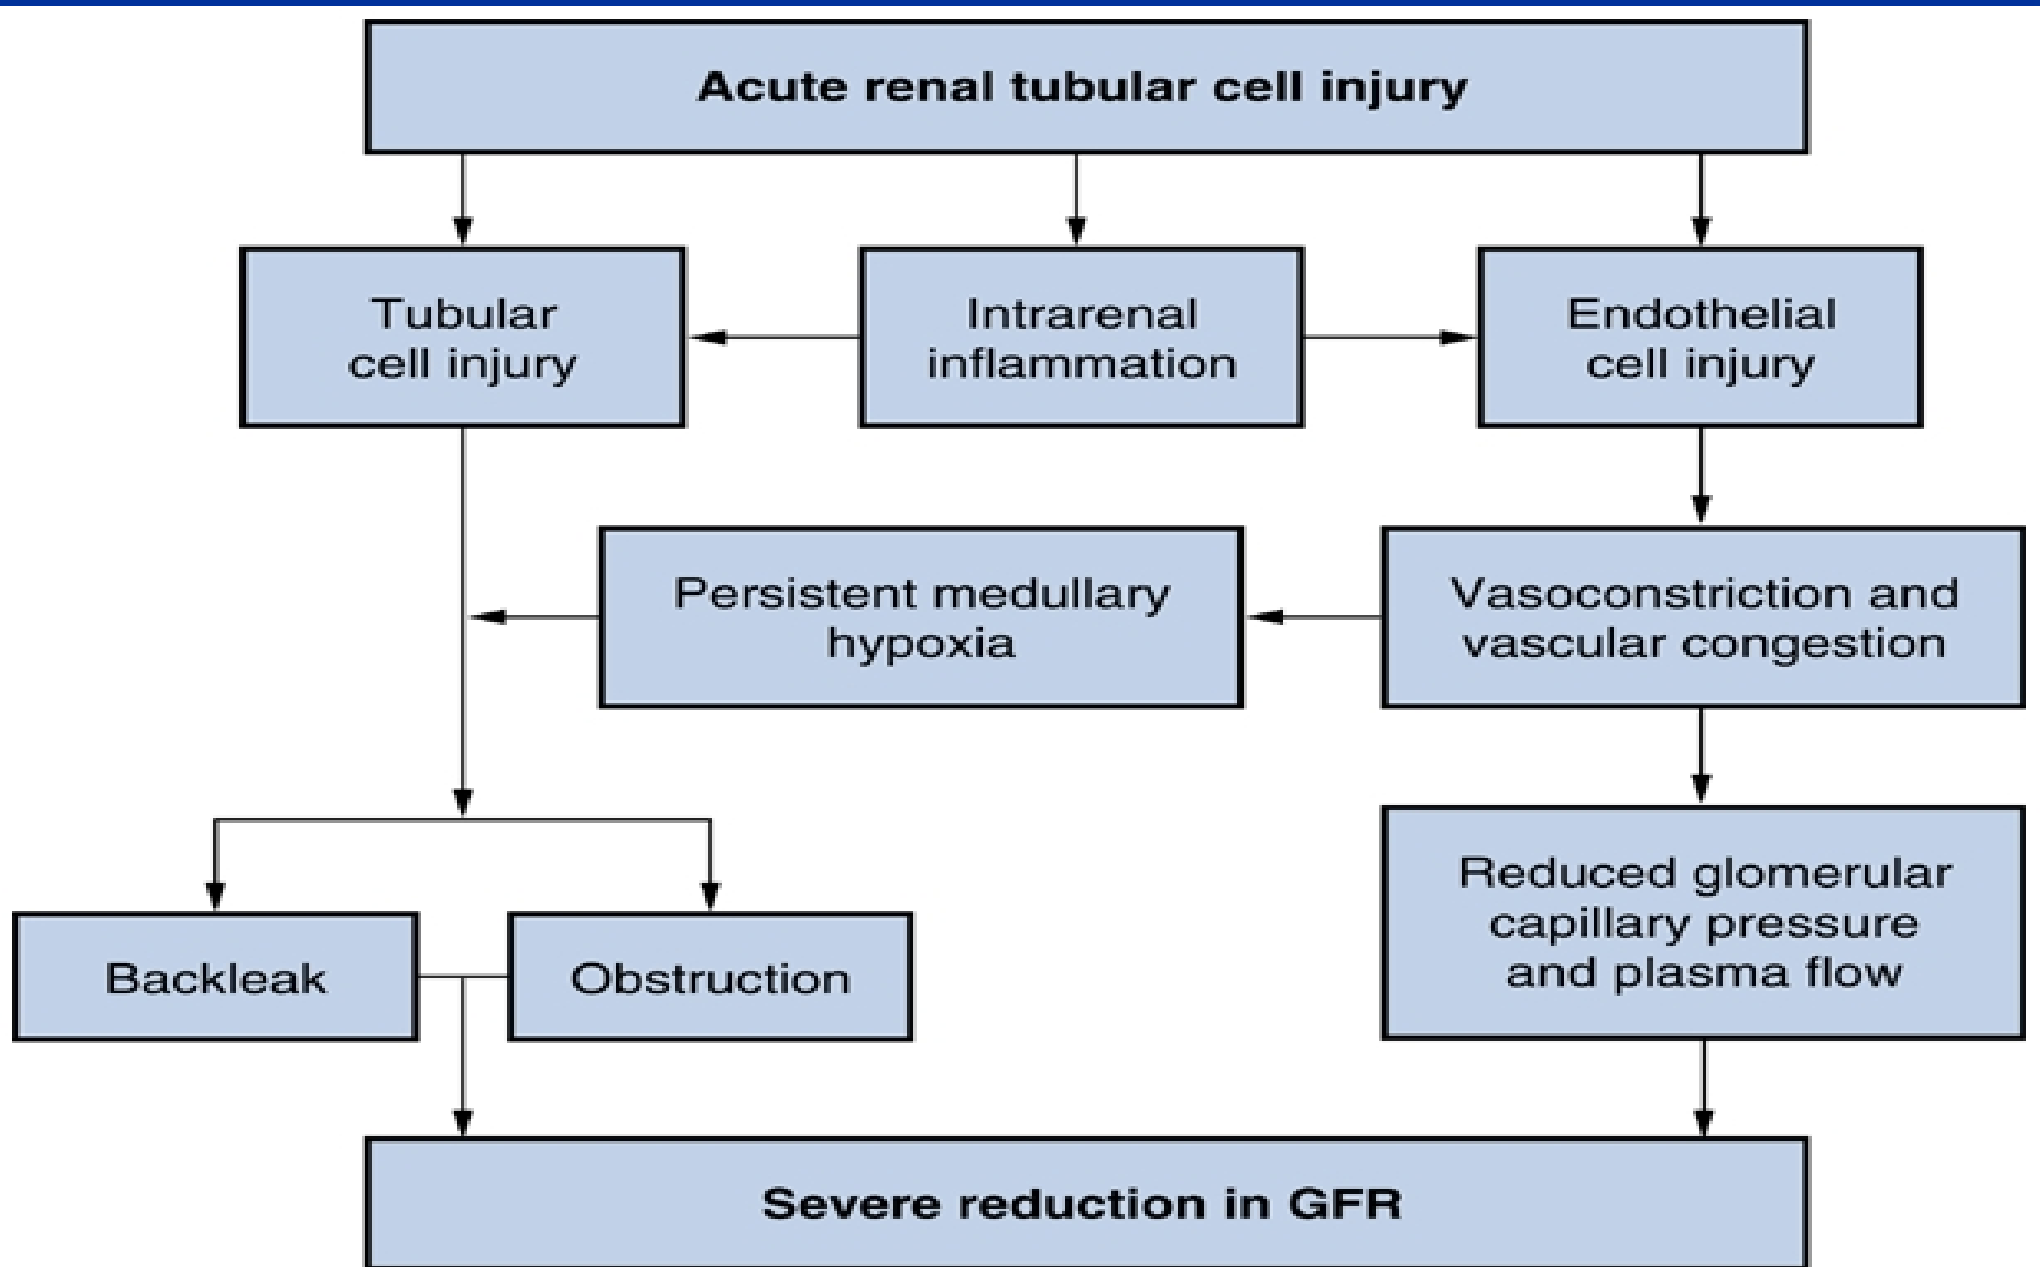 Acute renal tubular cell injury
Tubular
cell injury
Intrarenal
inflammation
Endothelial
cell injury
Persistent medullary
hypoxia
Vasoconstriction and
vascular congestion
Backleak
Obstruction
Reduced glomerular
capillary pressure
and plasma flow
Severe reduction in GFR